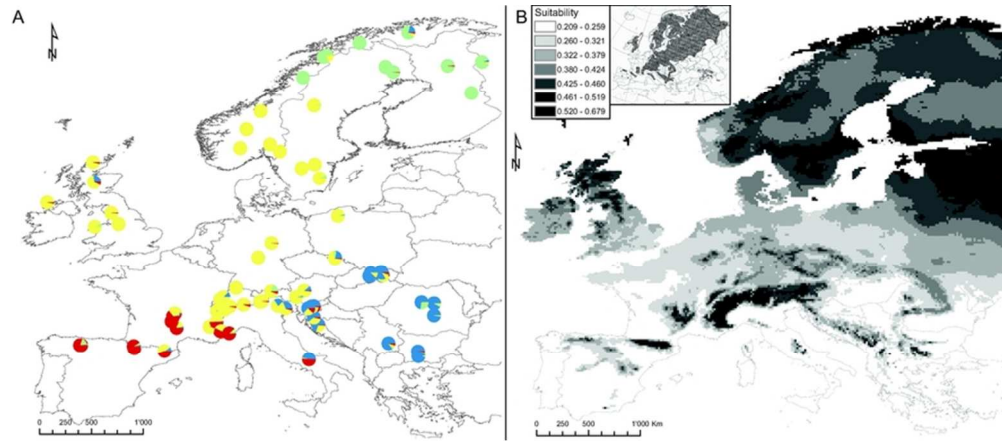 A
N
0 250 500 1'000
B
Suitability
0.209 - 0.259
0.260 - 0.321
0.322 - 0.379
0.380 - 0.424
0.425 - 0.460
0.461 - 0.519
0.520 - 0.679
N
0 250 500 1'000 Km